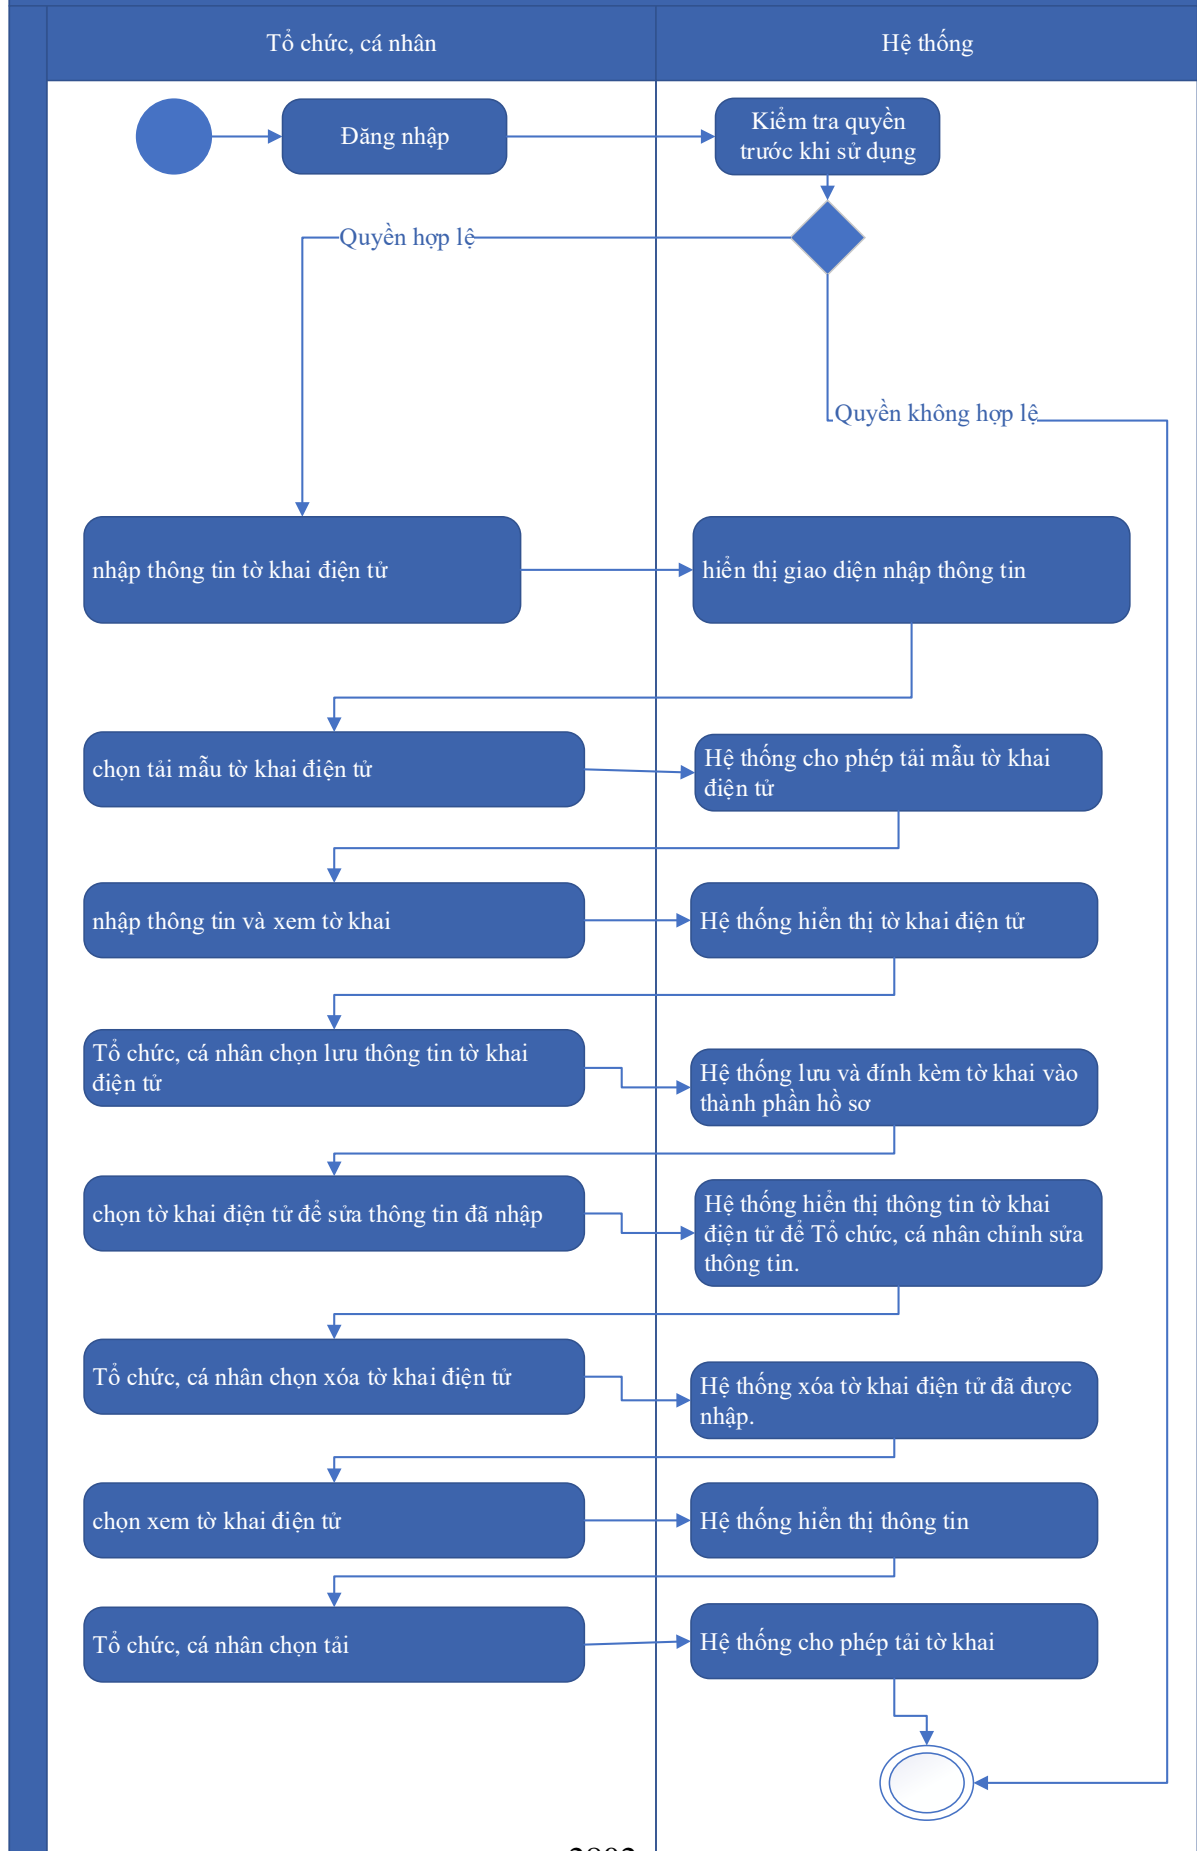 Tổ chức, cá nhân
Hệ thống
Đăng nhập
Kiểm tra quyền
trước khi sử dụng
Quyền hợp lệ
Quyền không hợp lệ
nhập thông tin tờ khai điện tử
hiển thị giao diện nhập thông tin
chọn tải mẫu tờ khai điện tử
Hệ thống cho phép tải mẫu tờ khai
điện tử
nhập thông tin và xem tờ khai
Hệ thống hiển thị tờ khai điện tử
Tổ chức, cá nhân chọn lưu thông tin tờ khai
điện tử
Hệ thống lưu và đính kèm tờ khai vào
thành phần hồ sơ
chọn tờ khai điện tử để sửa thông tin đã nhập
Hệ thống hiển thị thông tin tờ khai
điện tử để Tổ chức, cá nhân chỉnh sửa
thông tin.
Tổ chức, cá nhân chọn xóa tờ khai điện tử
Hệ thống xóa tờ khai điện tử đã được
nhập.
chọn xem tờ khai điện tử
Hệ thống hiển thị thông tin
Tổ chức, cá nhân chọn tải
Hệ thống cho phép tải tờ khai